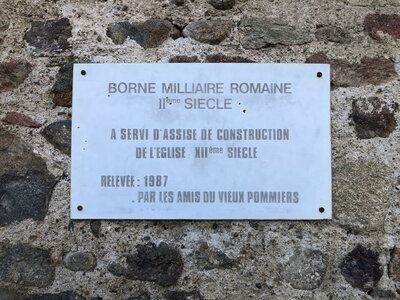 BORNE MILLIAIRE ROMAINE
IIème SIECLE
A SERVI D'ASSISE DE CONSTRUCTION
DE L'EGLISE XIIème SIECLE
RELEVEE : 1987
. PAR LES AMIS DU VIEUX POMMIERS